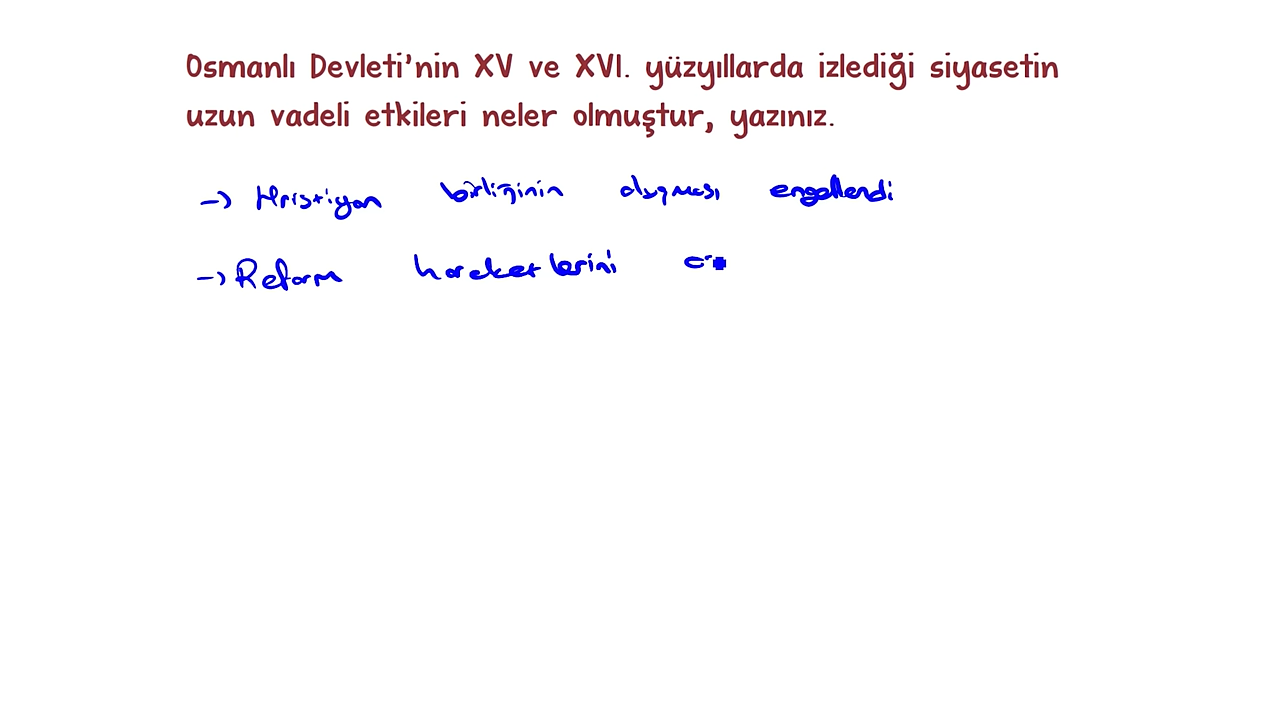 Osmanlı Devleti'nin XV ve XVI. yüzyıllarda izlediği siyasetin
uzun vadeli etkileri neler olmuştur, yazınız.
→ Hristiyan birliğinin oluşması engellendi
→ Reform hareketlerini